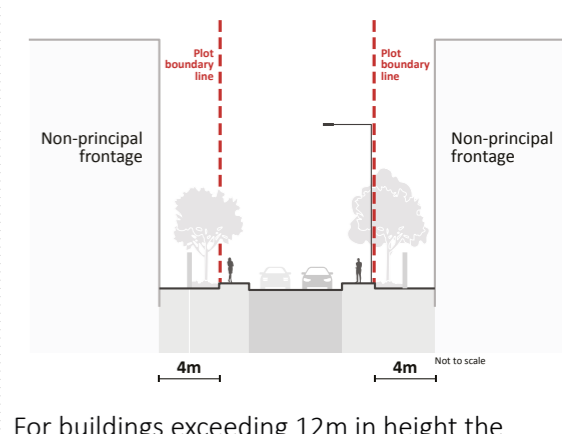 Plot
boundary
line
Plot
boundary
line
Non-principal
frontage
Non-principal
frontage
4m
4m
Not to scale
For buildings exceeding 12m in height the